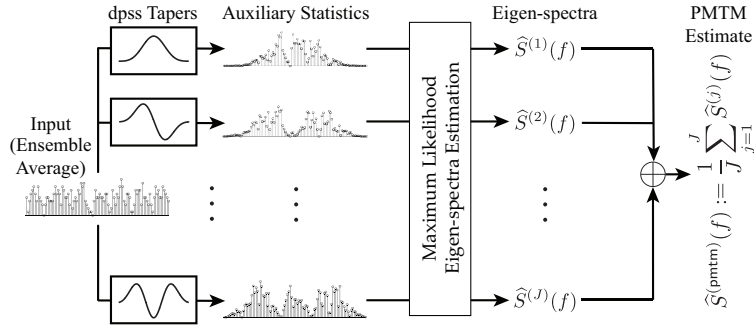 dpss Tapers
Auxiliary Statistics
Eigen-spectra
PMTM
Estimate
Input
(Ensemble
Average)
Maximum Likelihood
Eigen-spectra Estimation
Ŝ⁽¹⁾(f)
Ŝ⁽²⁾(f)
Ŝ⁽ᴶ⁾(f)
Ŝ⁽ᵖᵐᵗᵐ⁾(f) := 1/J ∑_{j=1}^{J} Ŝ⁽ʲ⁾(f)